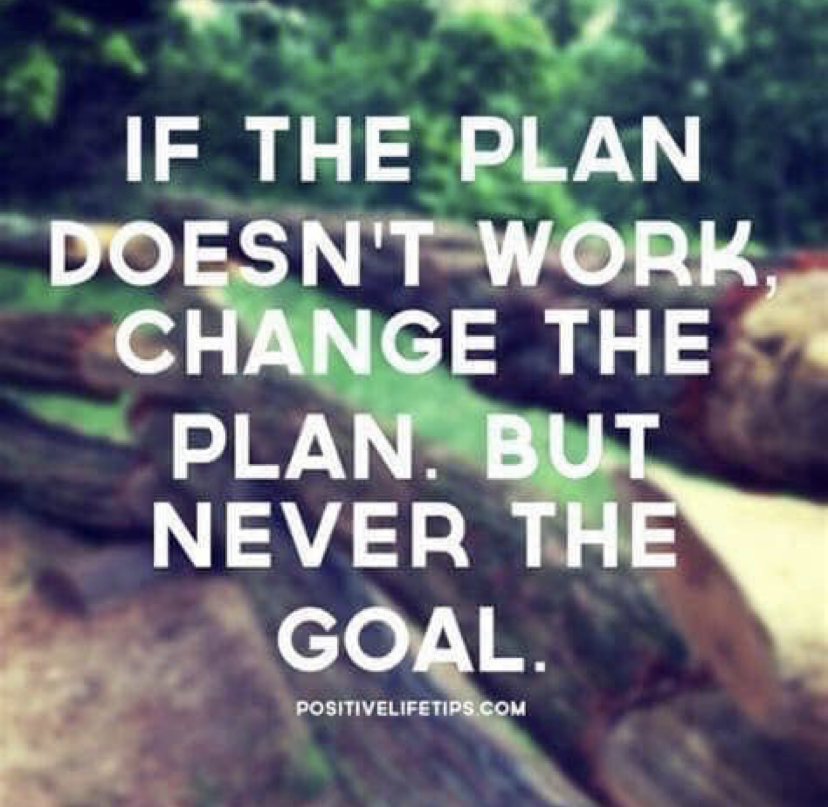 IF THE PLAN
DOESN'T WORK,
CHANGE THE
PLAN. BUT
NEVER THE
GOAL.
POSITIVELIFETIPS.COM